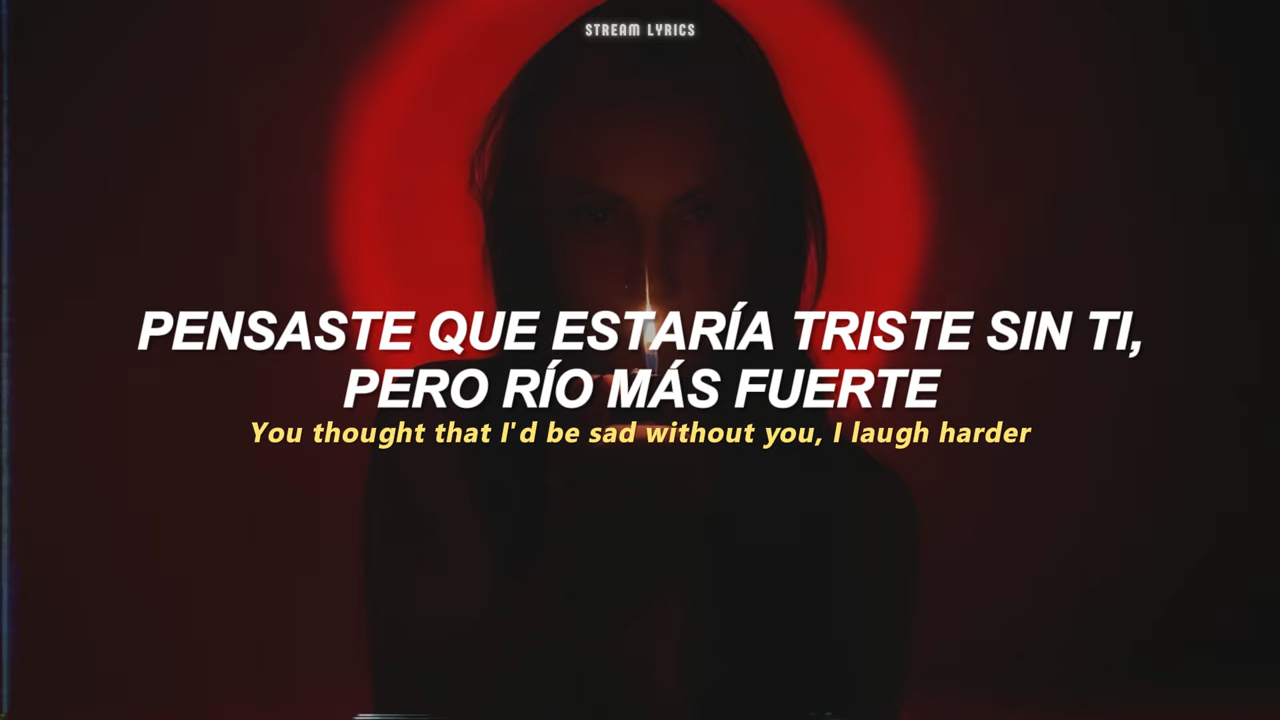 STREAM LYRICS
PENSASTE QUE ESTARÍA TRISTE SIN TI,
PERO RÍO MÁS FUERTE
You thought that I'd be sad without you, I laugh harder